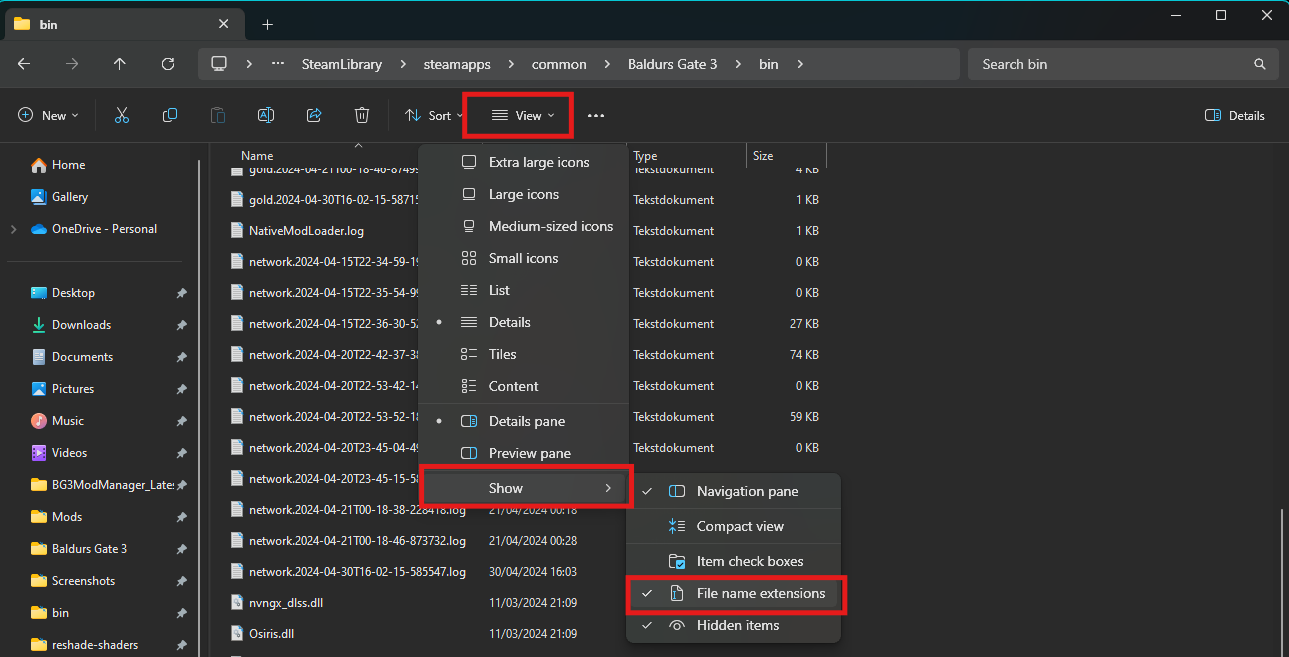 bin
SteamLibrary
steamapps
common
Baldurs Gate 3
bin
Search bin
New
Sort
View
Details
Home
Gallery
OneDrive - Personal
Desktop
Downloads
Documents
Pictures
Music
Videos
BG3ModManager_Lates
Mods
Baldurs Gate 3
Screenshots
bin
reshade-shaders
Name
Type
Size
gold.2024-04-21T00-18-46-87495 Tekstdokument 4 KB
gold.2024-04-30T16-02-15-58715 Tekstdokument 1 KB
NativeModLoader.log Tekstdokument 1 KB
network.2024-04-15T22-34-59-19 Tekstdokument 0 KB
network.2024-04-15T22-35-54-99 Tekstdokument 0 KB
network.2024-04-15T22-36-30-52 Tekstdokument 27 KB
network.2024-04-20T22-42-37-38 Tekstdokument 74 KB
network.2024-04-20T22-53-42-14 Tekstdokument 0 KB
network.2024-04-20T22-53-52-18 Tekstdokument 59 KB
network.2024-04-20T23-45-04-49 Tekstdokument 0 KB
network.2024-04-20T23-45-15-58
network.2024-04-21T00-18-38-228418.log 21/04/2024 00:18
network.2024-04-21T00-18-46-873732.log 21/04/2024 00:28
network.2024-04-30T16-02-15-585547.log 30/04/2024 16:03
nvngx_dlss.dll 11/03/2024 21:09
Osiris.dll 11/03/2024 21:09
Extra large icons
Large icons
Medium-sized icons
Small icons
List
Details
Tiles
Content
Details pane
Preview pane
Show
Navigation pane
Compact view
Item check boxes
File name extensions
Hidden items